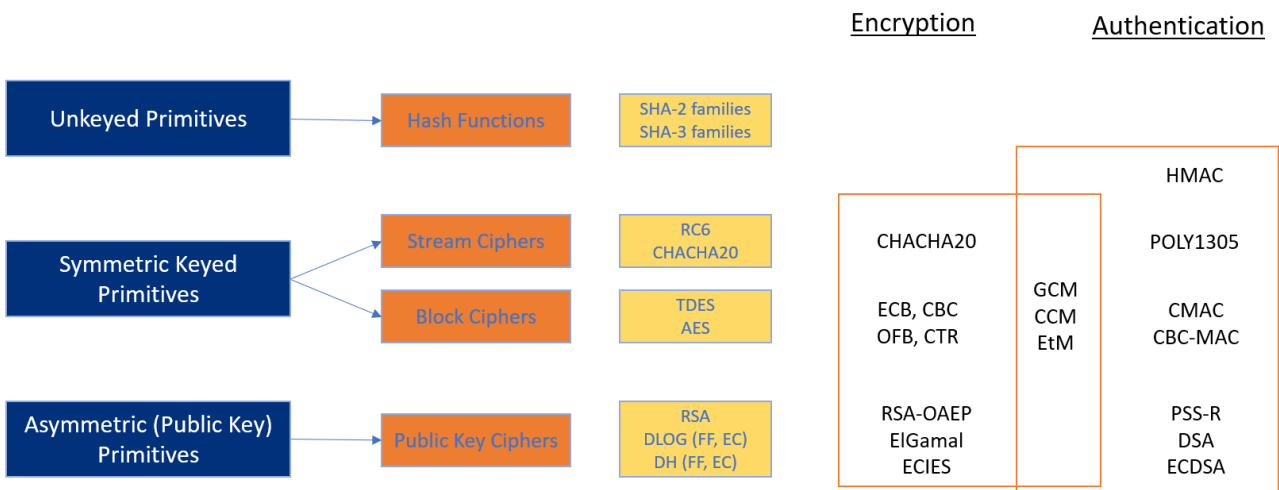 Encryption
Authentication
Unkeyed Primitives
Hash Functions
SHA-2 families
SHA-3 families
HMAC
Symmetric Keyed
Primitives
Stream Ciphers
RC6
CHACHA20
CHACHA20
POLY1305
Block Ciphers
TDES
AES
ECB, CBC
OFB, CTR
GCM
CCM
EtM
CMAC
CBC-MAC
Asymmetric (Public Key)
Primitives
Public Key Ciphers
RSA
DLOG (FF, EC)
DH (FF, EC)
RSA-OAEP
ElGamal
ECIES
PSS-R
DSA
ECDSA